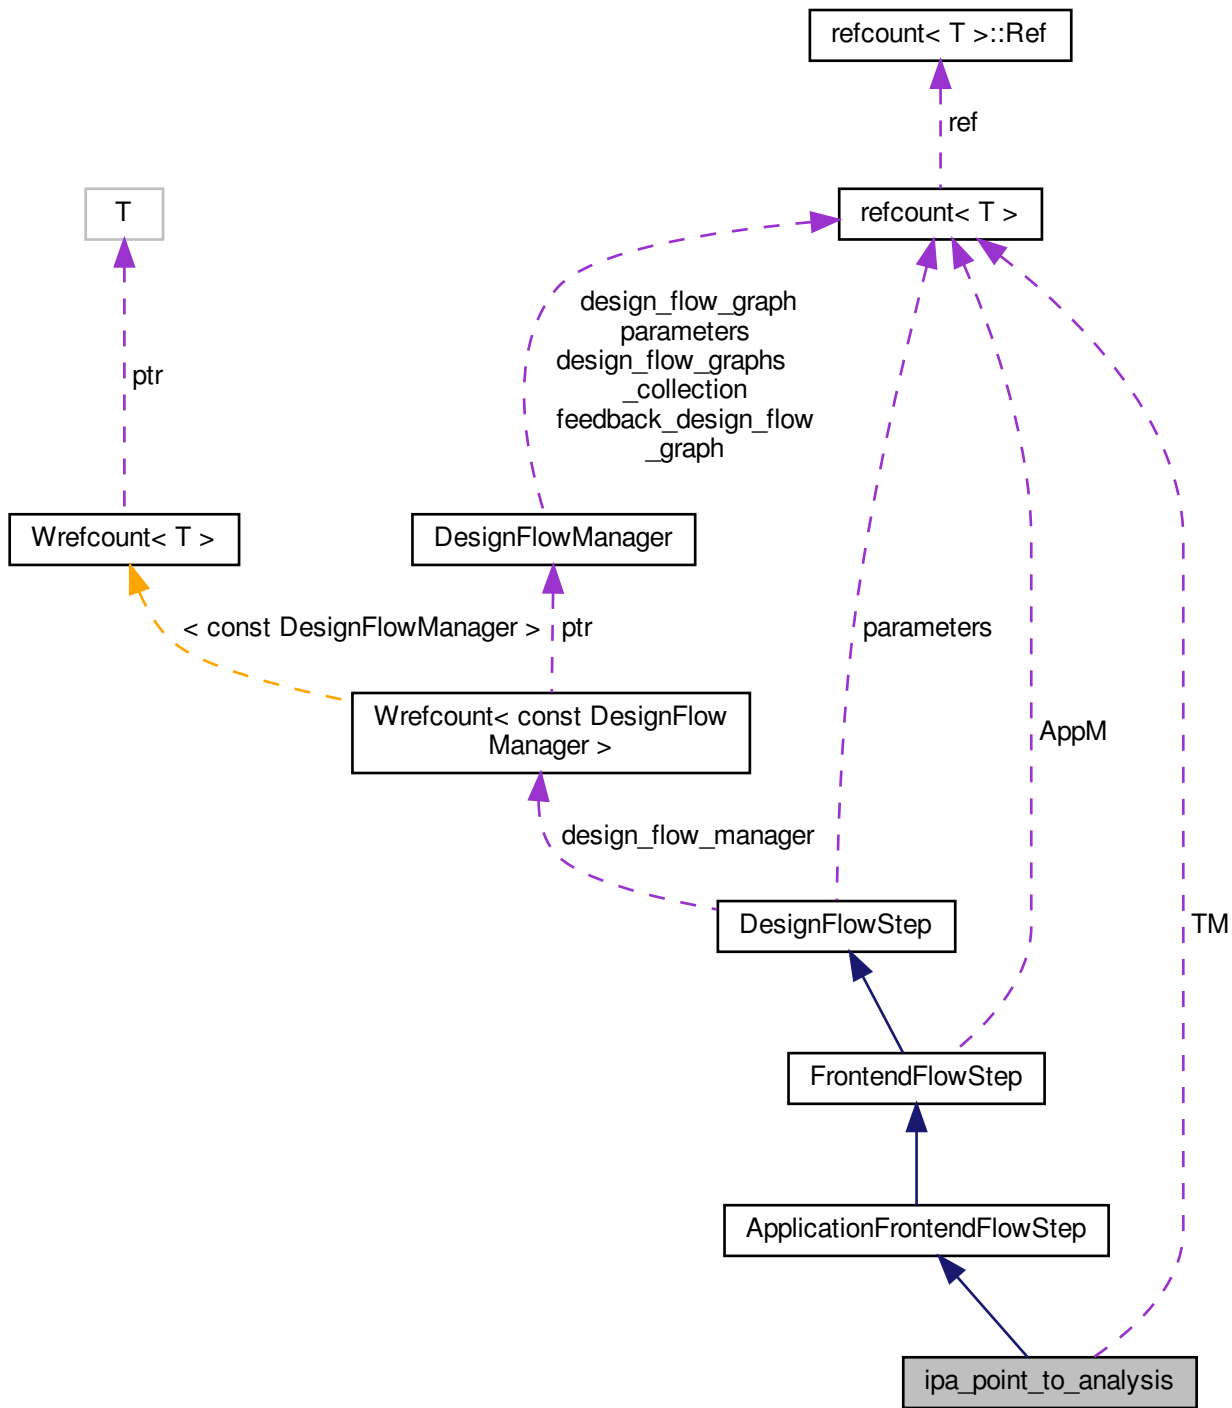 refcount< T >::Ref
ref
T
refcount< T >
design_flow_graph
parameters
design_flow_graphs
_collection
feedback_design_flow
_graph
ptr
Wrefcount< T >
DesignFlowManager
< const DesignFlowManager >
ptr
parameters
Wrefcount< const DesignFlow
Manager >
AppM
design_flow_manager
DesignFlowStep
TM
FrontendFlowStep
ApplicationFrontendFlowStep
ipa_point_to_analysis